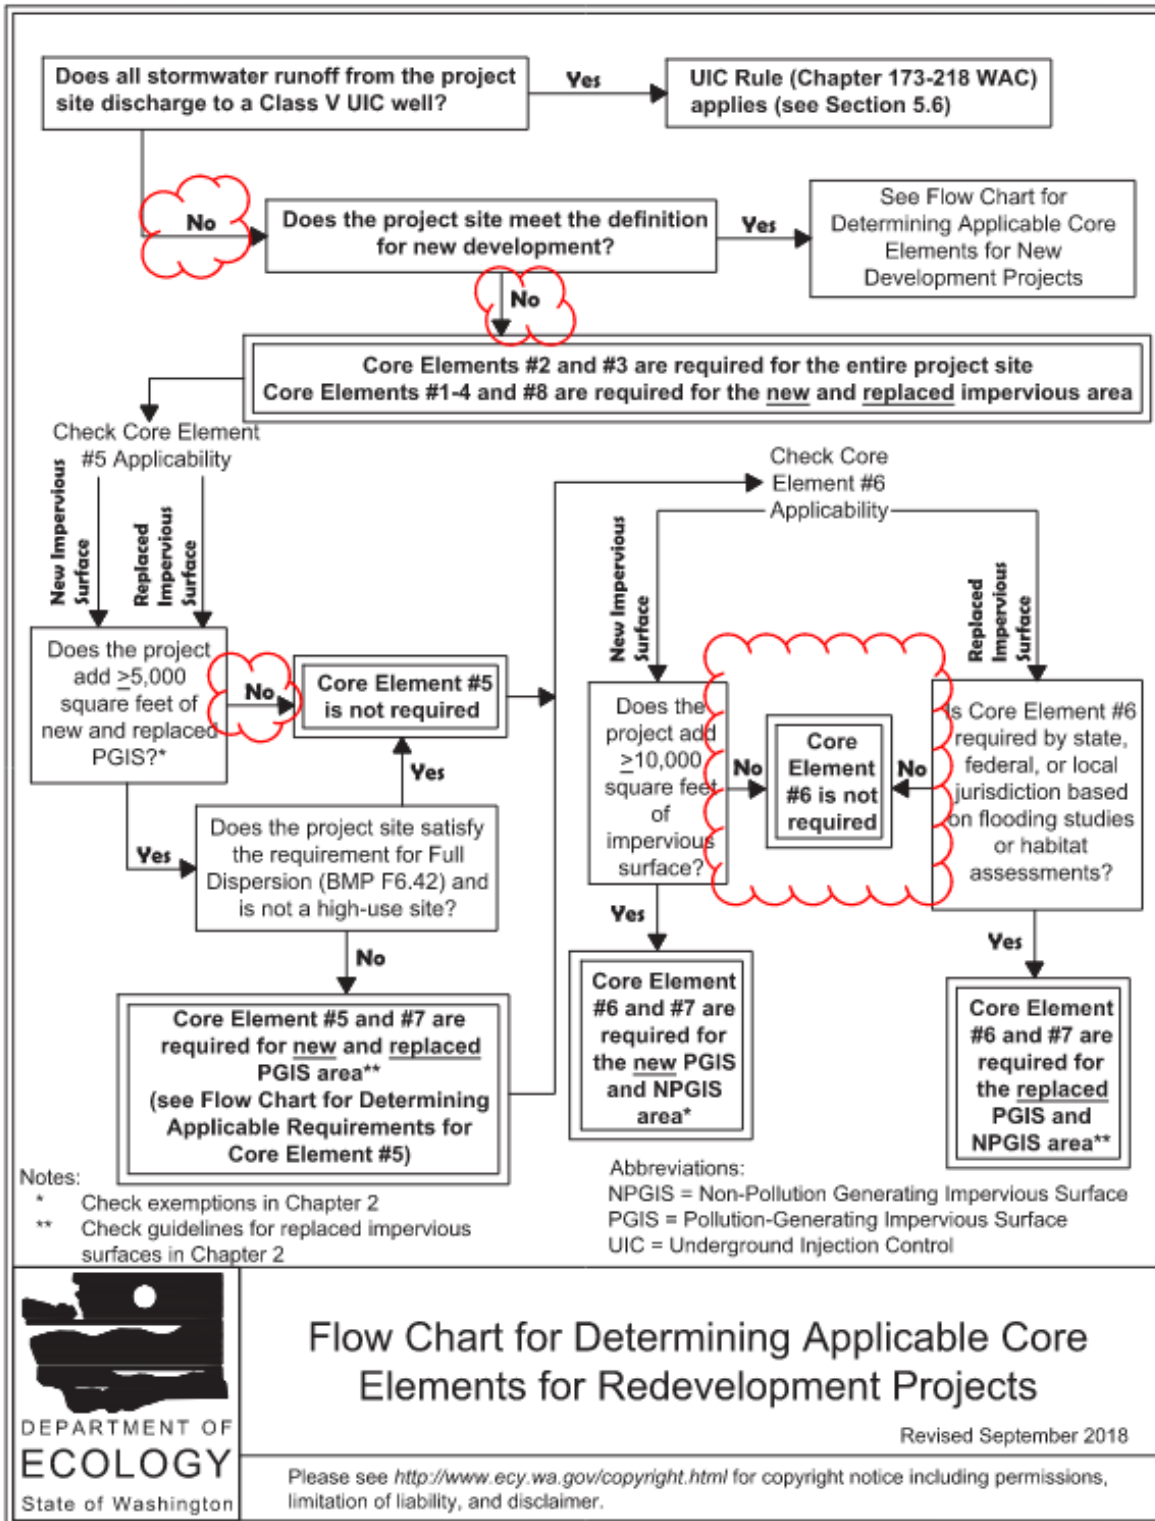 Does all stormwater runoff from the project
site discharge to a Class V UIC well?
Yes
UIC Rule (Chapter 173-218 WAC)
applies (see Section 5.6)
No
Does the project site meet the definition
for new development?
Yes
See Flow Chart for
Determining Applicable Core
Elements for New
Development Projects
No
Core Elements #2 and #3 are required for the entire project site
Core Elements #1-4 and #8 are required for the new and replaced impervious area
Check Core Element
#5 Applicability
New Impervious
Surface
Replaced
Impervious
Surface
Does the project
add ≥5,000
square feet of
new and replaced
PGIS?*
No
Core Element #5
is not required
Yes
Yes
Does the project site satisfy
the requirement for Full
Dispersion (BMP F6.42) and
is not a high-use site?
No
Core Element #5 and #7 are
required for new and replaced
PGIS area**
(see Flow Chart for Determining
Applicable Requirements for
Core Element #5)
Check Core
Element #6
Applicability
New Impervious
Surface
Replaced
Impervious
Surface
Does the
project add
≥10,000
square feet
of
impervious
surface?
No
Core
Element
#6 is not
required
No
Is Core Element #6
required by state,
federal, or local
jurisdiction based
on flooding studies
or habitat
assessments?
Yes
Core Element
#6 and #7 are
required for
the new PGIS
and NPGIS
area*
Yes
Core Element
#6 and #7 are
required for
the replaced
PGIS and
NPGIS area**
Notes:
* Check exemptions in Chapter 2
** Check guidelines for replaced impervious
surfaces in Chapter 2
Abbreviations:
NPGIS = Non-Pollution Generating Impervious Surface
PGIS = Pollution-Generating Impervious Surface
UIC = Underground Injection Control
DEPARTMENT OF
ECOLOGY
State of Washington
Flow Chart for Determining Applicable Core
Elements for Redevelopment Projects
Revised September 2018
Please see http://www.ecy.wa.gov/copyright.html for copyright notice including permissions,
limitation of liability, and disclaimer.